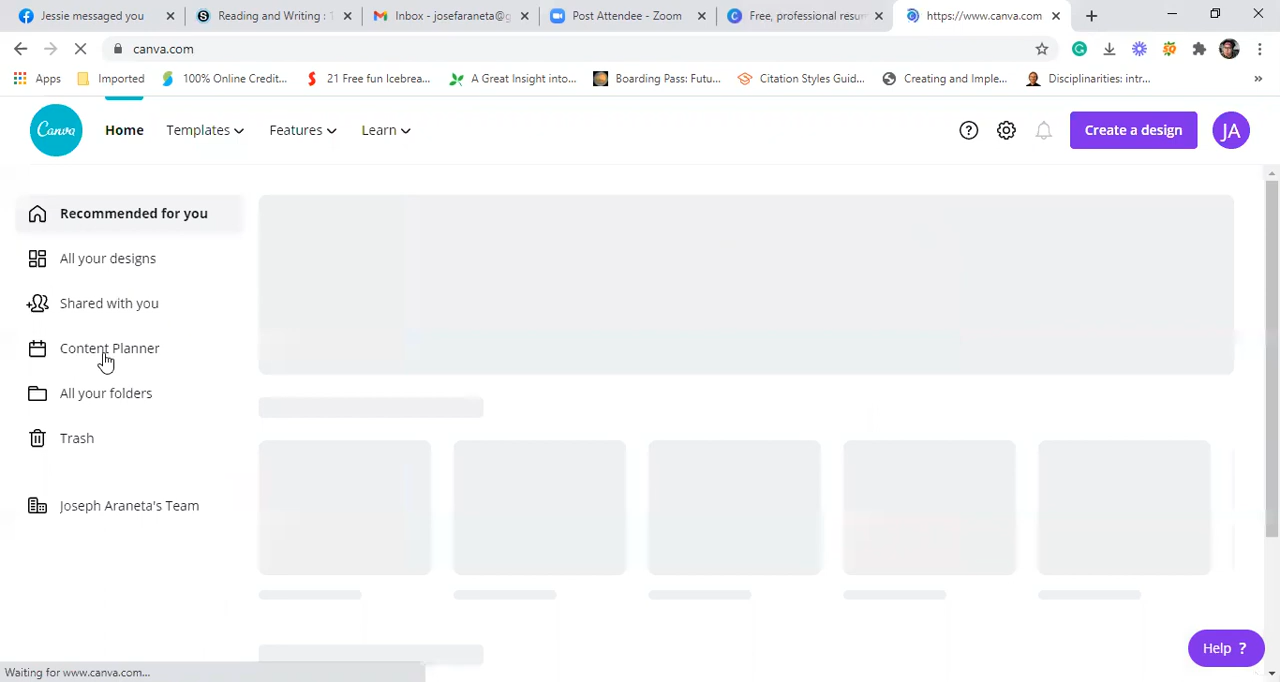 Jessie messaged you
Reading and Writing : 1
Inbox - josefaraneta@g
Post Attendee - Zoom
Free, professional resum
https://www.canva.com
canva.com
Apps
Imported
100% Online Credit...
21 Free fun Icebrea...
A Great Insight into...
Boarding Pass: Futu...
Citation Styles Guid...
Creating and Imple...
Disciplinarities: intr...
Canva
Home
Templates
Features
Learn
Create a design
JA
Recommended for you
All your designs
Shared with you
Content Planner
All your folders
Trash
Joseph Araneta's Team
Help ?
Waiting for www.canva.com...